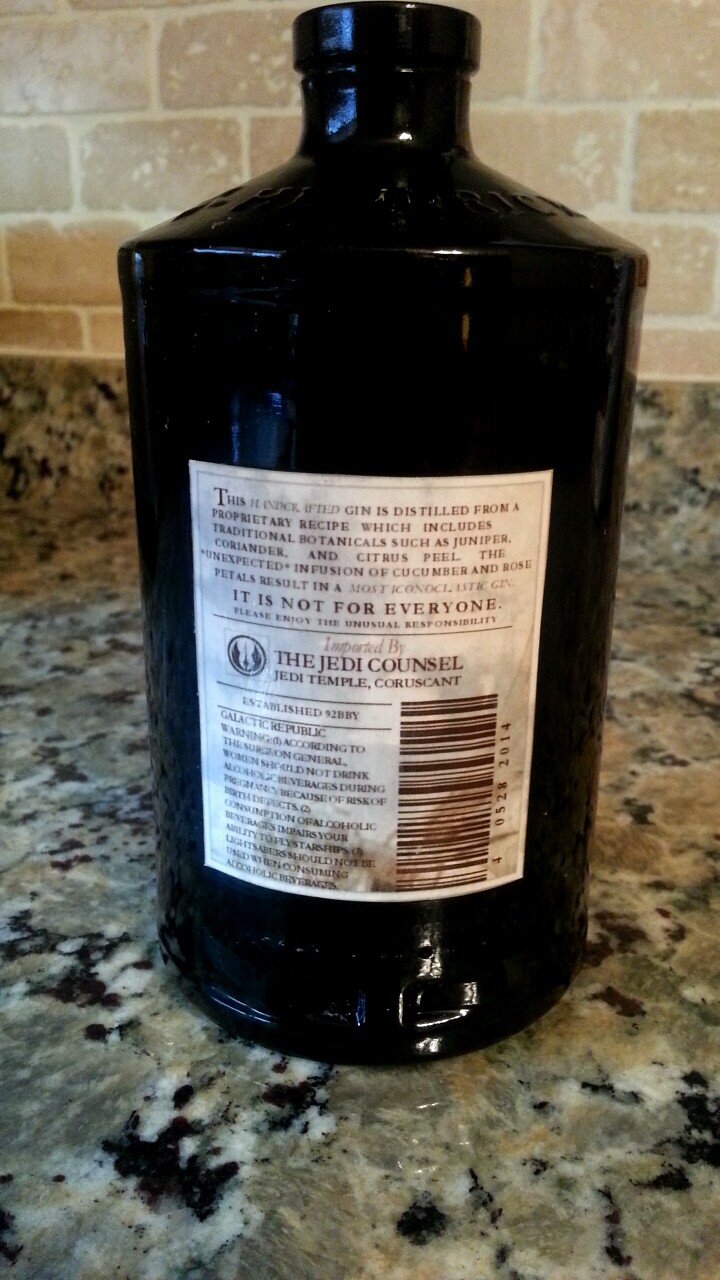 THIS HANDCRAFTED GIN IS DISTILLED FROM A
PROPRIETARY RECIPE WHICH INCLUDES
TRADITIONAL BOTANICALS SUCH AS JUNIPER,
CORIANDER, AND CITRUS PEEL. THE
*UNEXPECTED* INFUSION OF CUCUMBER AND ROSE
PETALS RESULT IN A MOST ICONOCLASTIC GIN.
IT IS NOT FOR EVERYONE.
PLEASE ENJOY THE UNUSUAL RESPONSIBILITY
Imported By
THE JEDI COUNSEL
JEDI TEMPLE, CORUSCANT
ESTABLISHED 92BBY
GALACTIC REPUBLIC
WARNING: (1) ACCORDING TO
THE SURGEON GENERAL,
WOMEN SHOULD NOT DRINK
ALCOHOLIC BEVERAGES DURING
PREGNANCY BECAUSE OF RISK OF
BIRTH DEFECTS. (2)
CONSUMPTION OF ALCOHOLIC
BEVERAGES IMPAIRS YOUR
ABILITY TO FLY STARSHIPS. (3)
LIGHTSABERS SHOULD NOT BE
USED WHEN CONSUMING
ALCOHOLIC BEVERAGES.
4 0528 2014